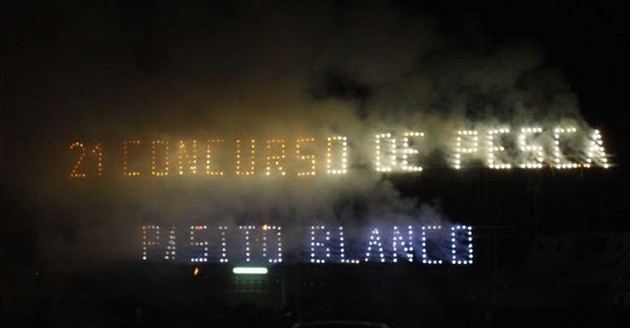 21 CONCURSO DE PESCA
PASITO BLANCO